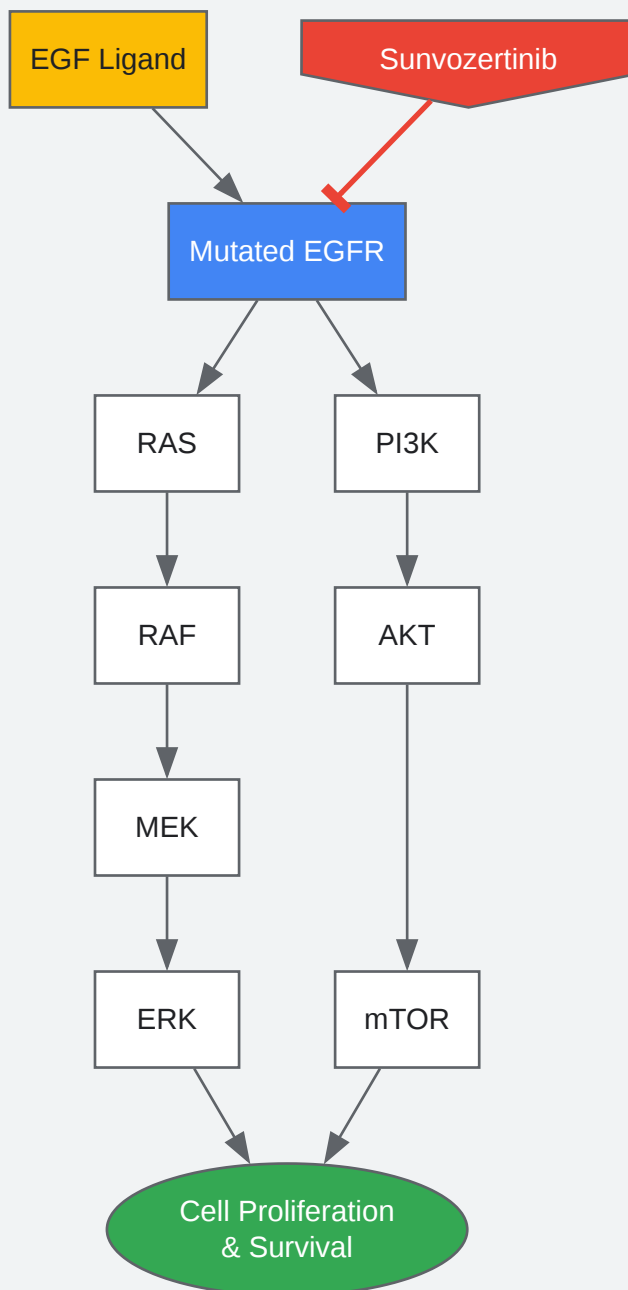 EGF Ligand
Sunvozertinib
Mutated EGFR
RAS
PI3K
RAF
AKT
MEK
ERK
mTOR
Cell Proliferation
& Survival